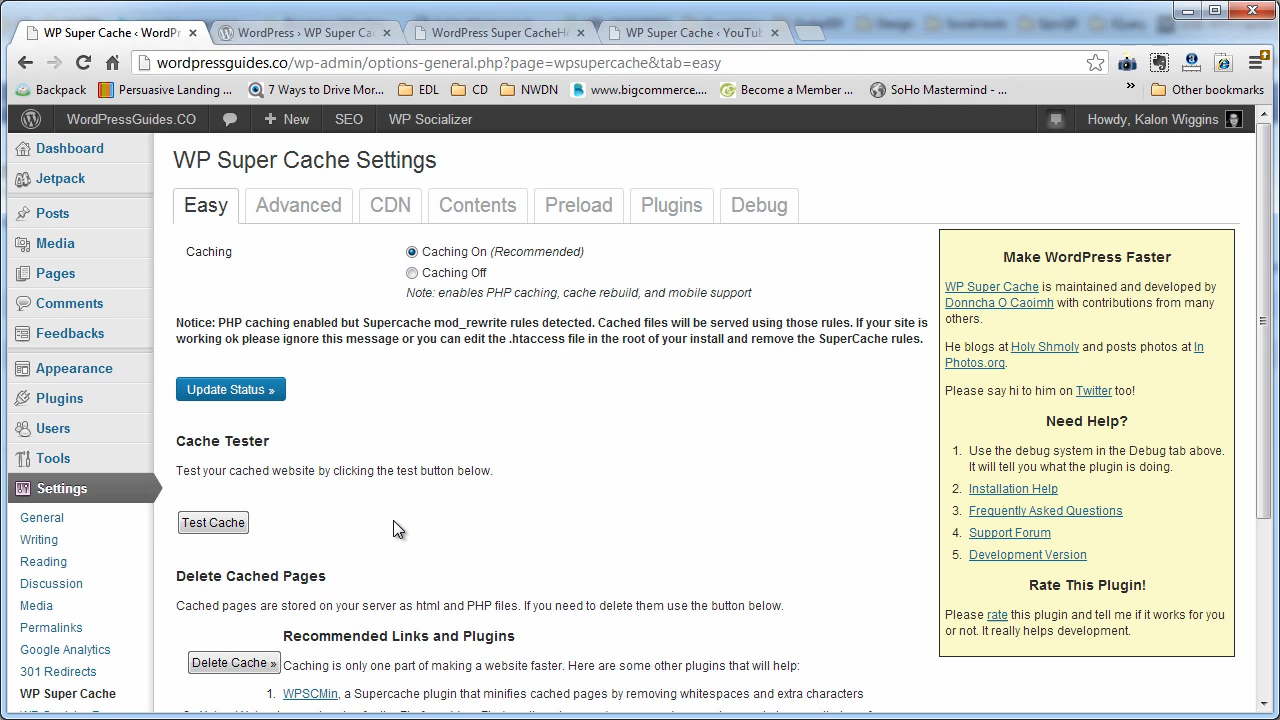 WP Super Cache ‹ WordPr
WordPress › WP Super Ca
WordPress Super CacheHe
WP Super Cache ‹ YouTub
wordpressguides.co/wp-admin/options-general.php?page=wpsupercache&tab=easy
Backpack
Persuasive Landing ...
7 Ways to Drive Mor...
EDL
CD
NWDN
www.bigcommerce....
Become a Member ...
SoHo Mastermind - ...
»
Other bookmarks
WordPressGuides.CO
+ New
SEO
WP Socializer
Howdy, Kalon Wiggins
Dashboard
Jetpack
Posts
Media
Pages
Comments
Feedbacks
Appearance
Plugins
Users
Tools
Settings
General
Writing
Reading
Discussion
Media
Permalinks
Google Analytics
301 Redirects
WP Super Cache
WP Super Cache Settings
Easy
Advanced
CDN
Contents
Preload
Plugins
Debug
Caching
Caching On (Recommended)
Caching Off
Note: enables PHP caching, cache rebuild, and mobile support
Notice: PHP caching enabled but Supercache mod_rewrite rules detected. Cached files will be served using those rules. If your site is
working ok please ignore this message or you can edit the .htaccess file in the root of your install and remove the SuperCache rules.
Update Status »
Cache Tester
Test your cached website by clicking the test button below.
Test Cache
Delete Cached Pages
Cached pages are stored on your server as html and PHP files. If you need to delete them use the button below.
Recommended Links and Plugins
Delete Cache »
Caching is only one part of making a website faster. Here are some other plugins that will help:
1. WPSCMin, a Supercache plugin that minifies cached pages by removing whitespaces and extra characters
Make WordPress Faster
WP Super Cache is maintained and developed by
Donncha O Caoimh with contributions from many
others.
He blogs at Holy Shmoly and posts photos at In
Photos.org.
Please say hi to him on Twitter too!
Need Help?
1. Use the debug system in the Debug tab above.
It will tell you what the plugin is doing.
2. Installation Help
3. Frequently Asked Questions
4. Support Forum
5. Development Version
Rate This Plugin!
Please rate this plugin and tell me if it works for you
or not. It really helps development.